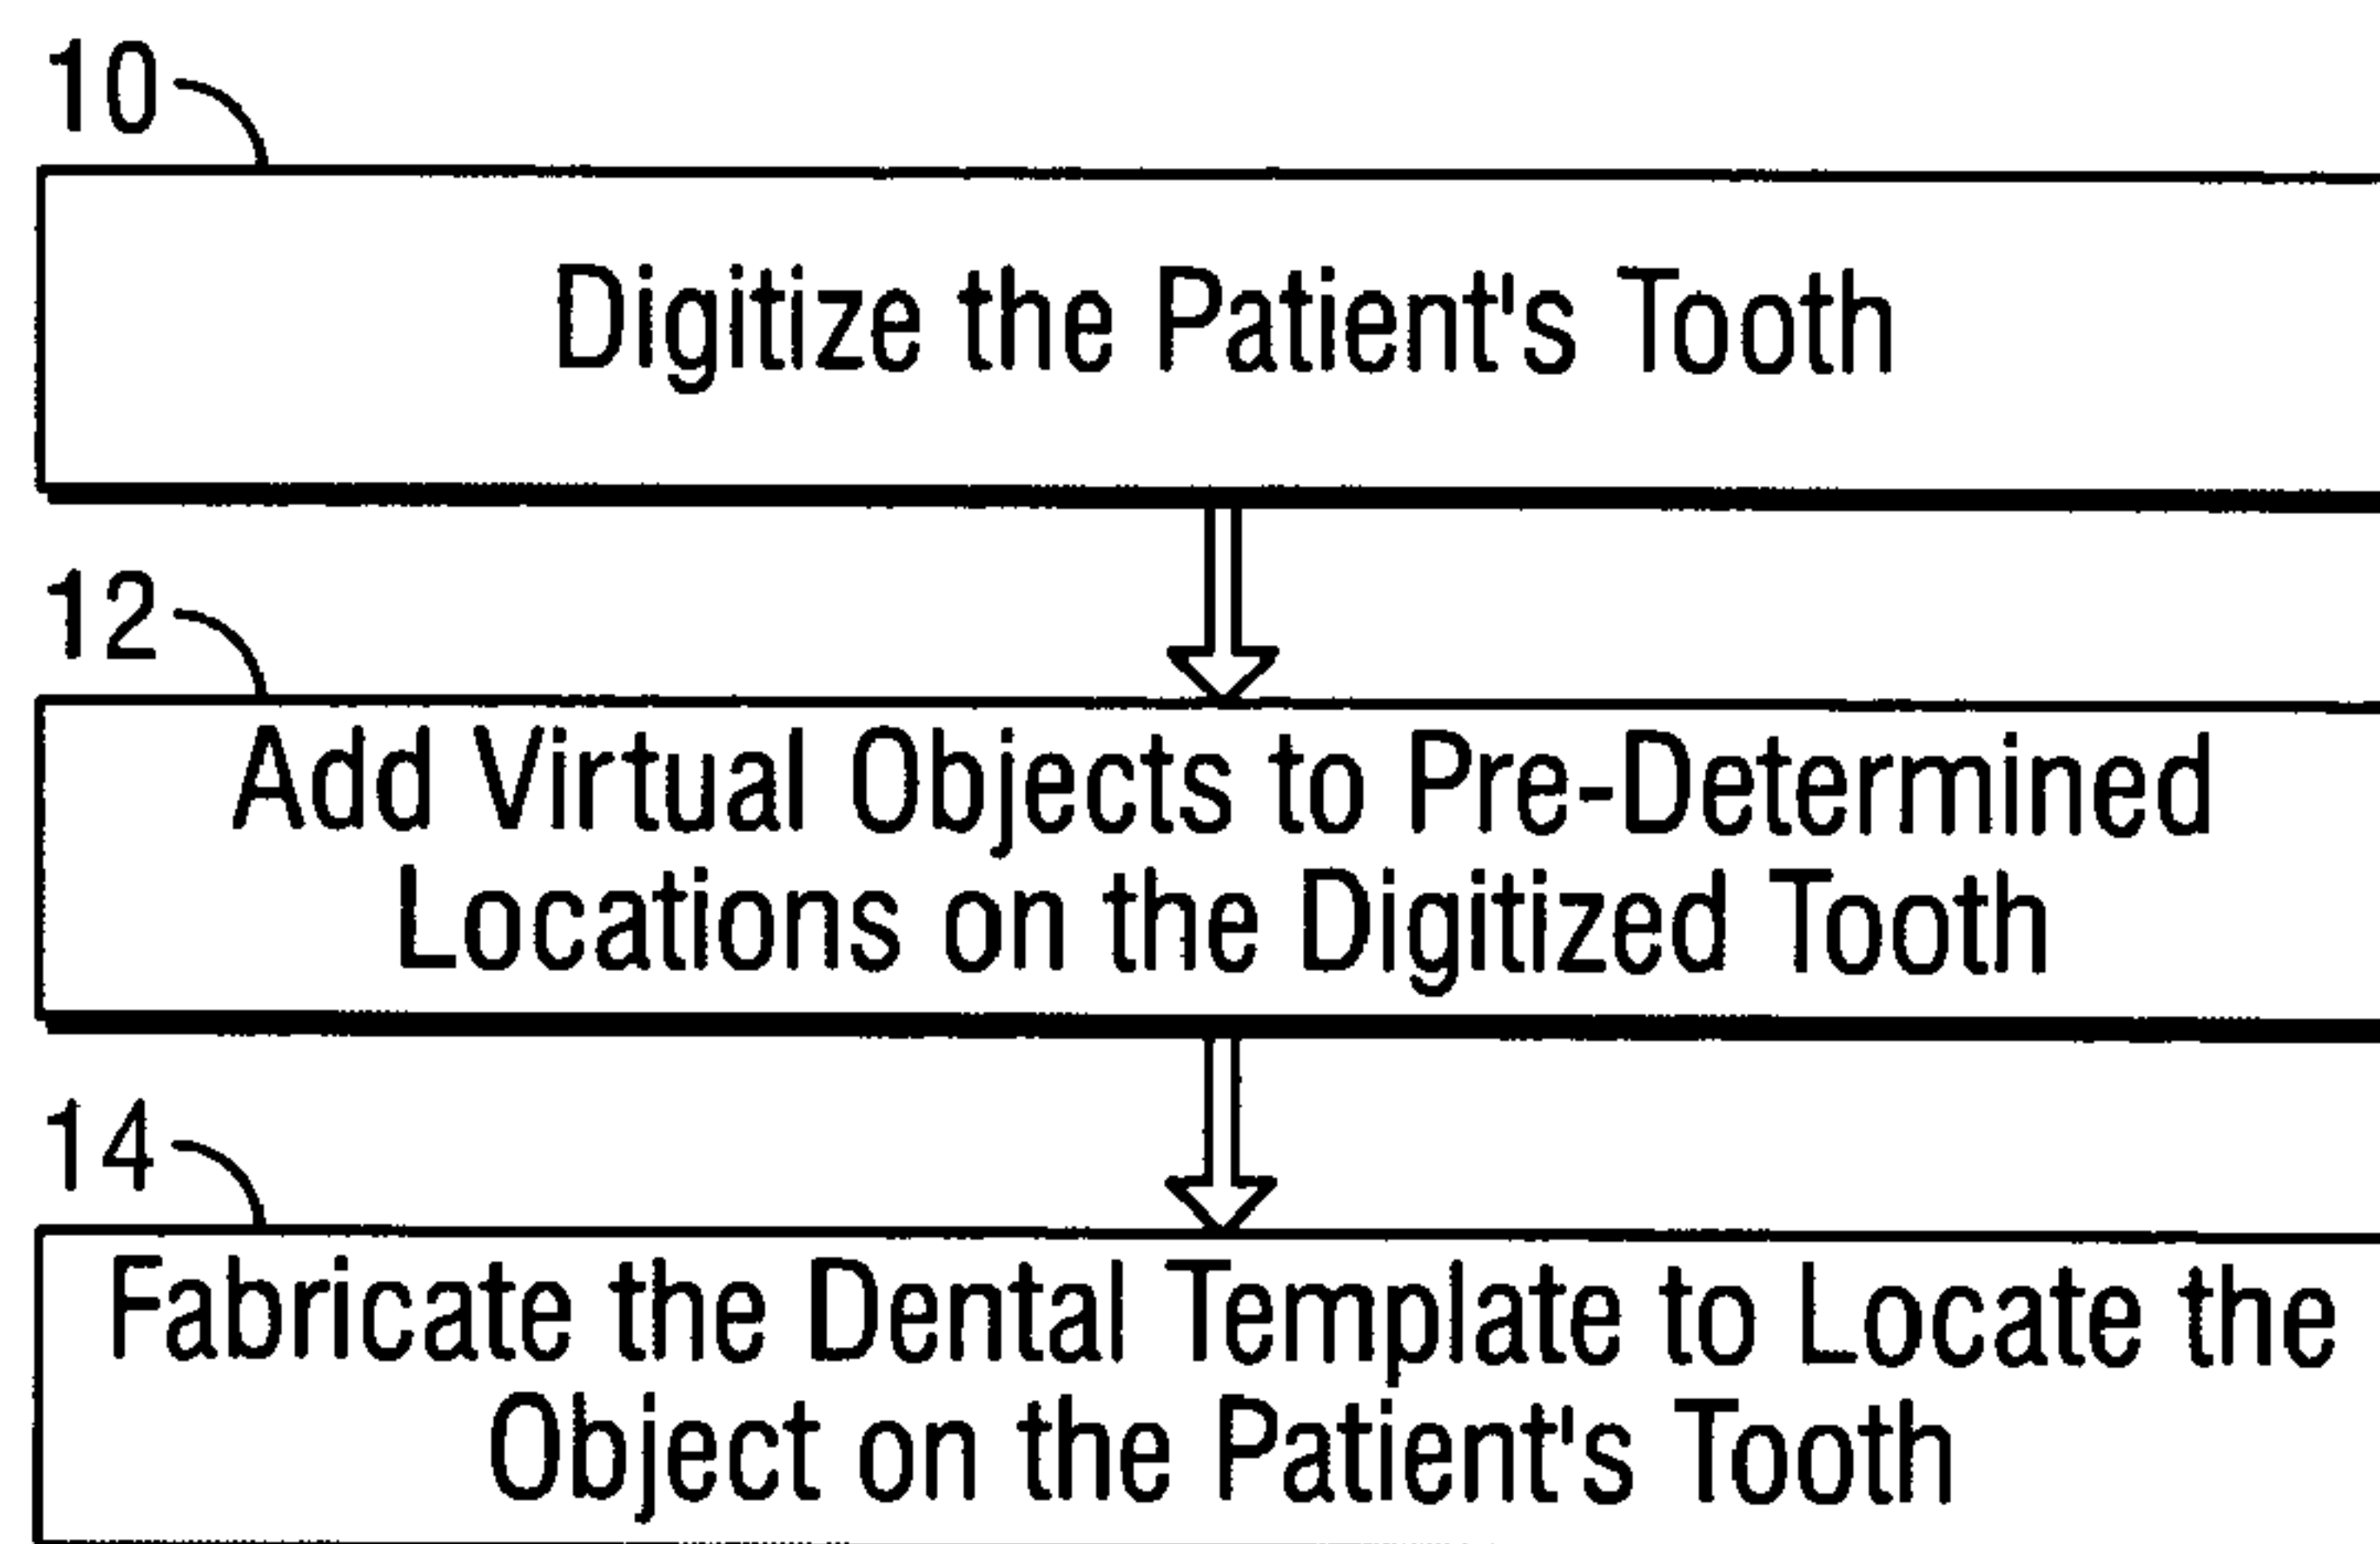 10
Digitize the Patient's Tooth
12
Add Virtual Objects to Pre-Determined
Locations on the Digitized Tooth
14
Fabricate the Dental Template to Locate the
Object on the Patient's Tooth